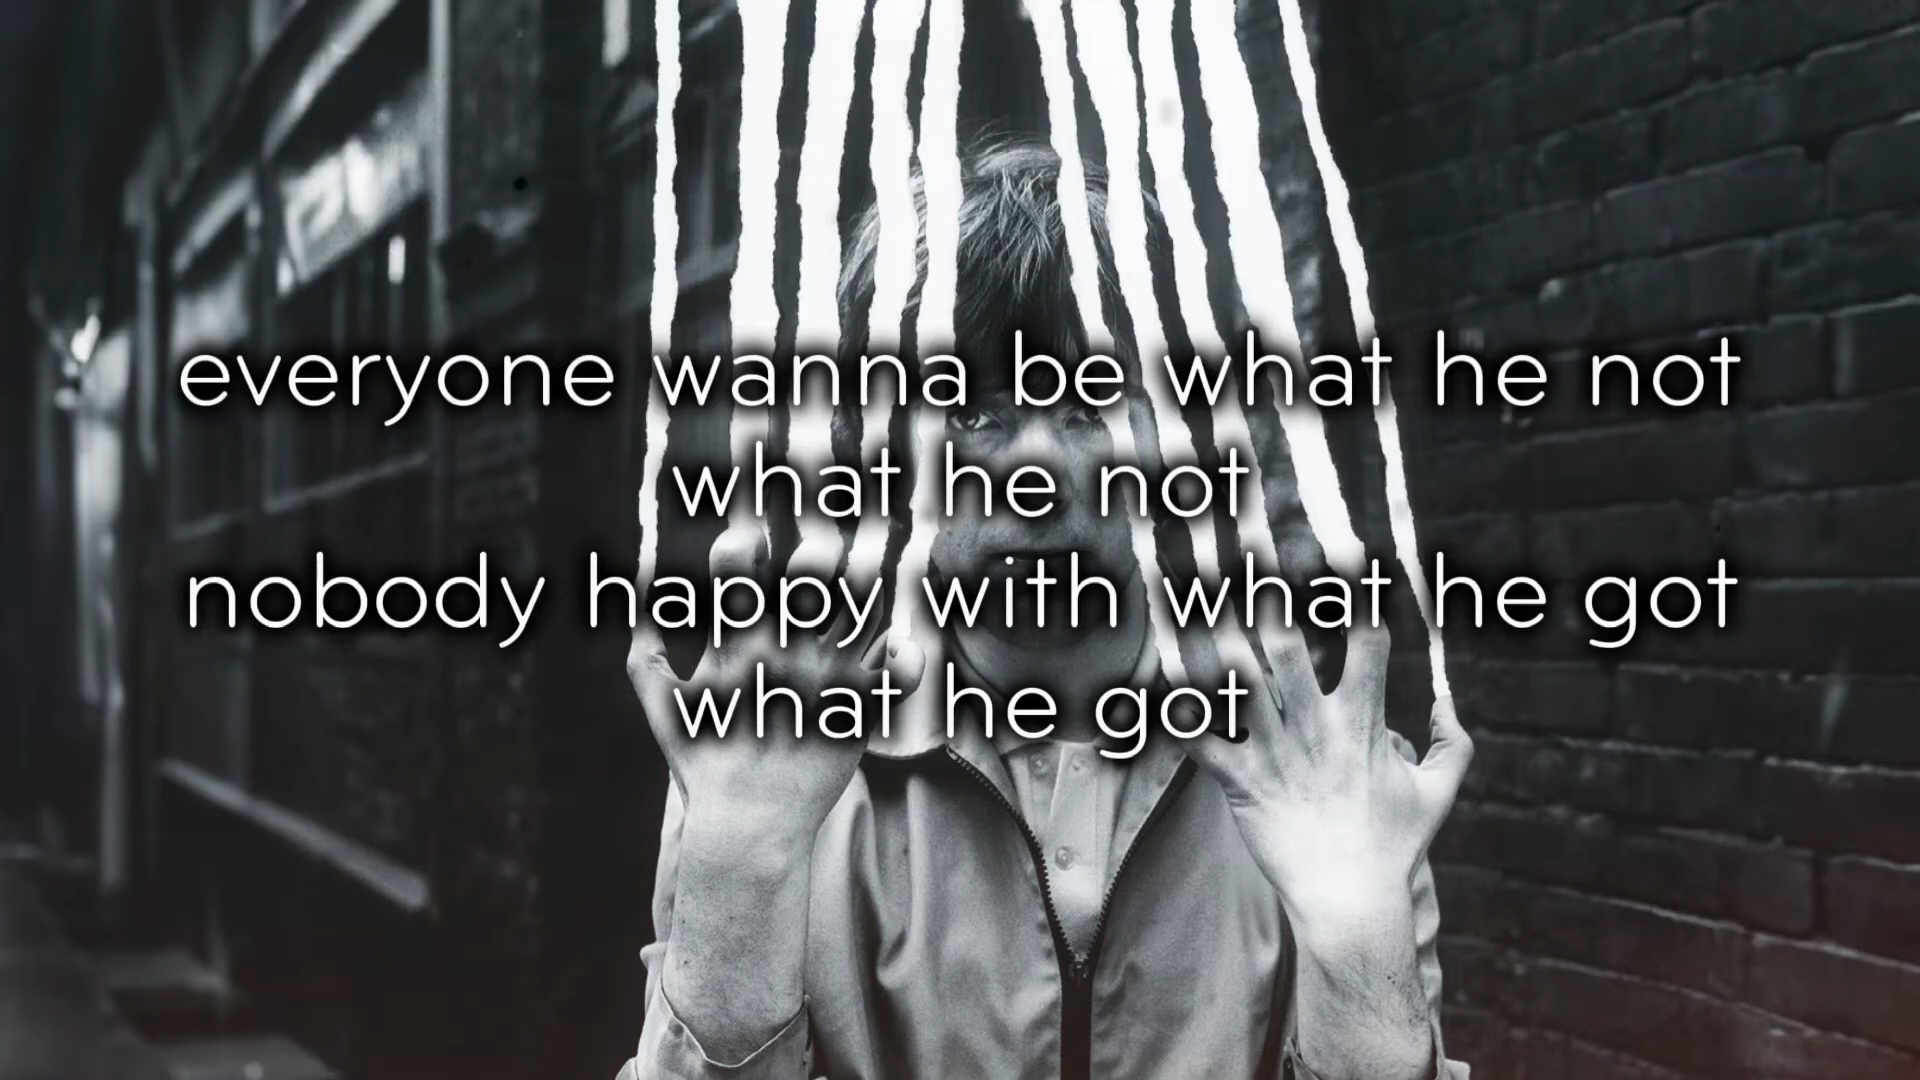 everyone wanna be what he not
what he not
nobody happy with what he got
what he got